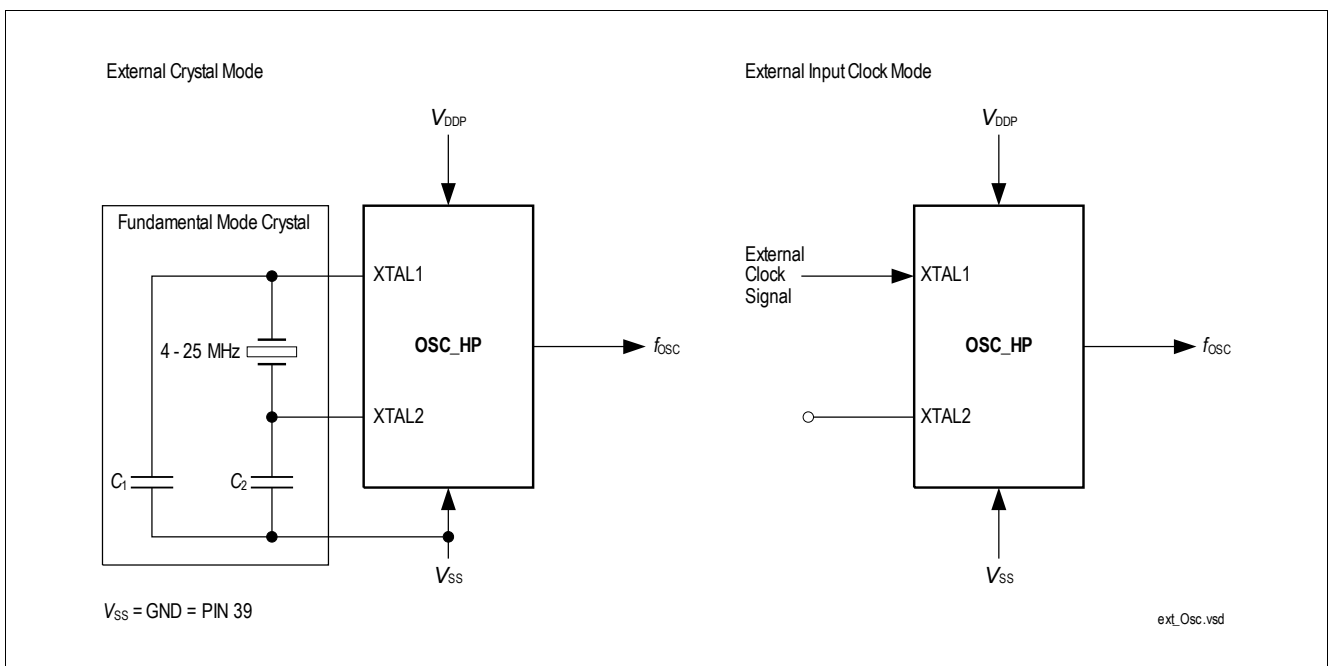 External Crystal Mode
External Input Clock Mode
VDDP
VDDP
Fundamental Mode Crystal
XTAL1
4 - 25 MHz
OSC_HP
fOSC
XTAL2
C1
C2
VSS
External
Clock
Signal
XTAL1
OSC_HP
fOSC
XTAL2
VSS
VSS = GND = PIN 39
ext_Osc.vsd